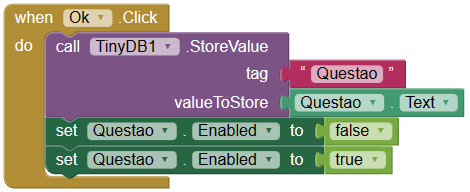 when Ok .Click
do call TinyDB1 .StoreValue
tag “ Questao ”
valueToStore Questao . Text
set Questao . Enabled to false
set Questao . Enabled to true